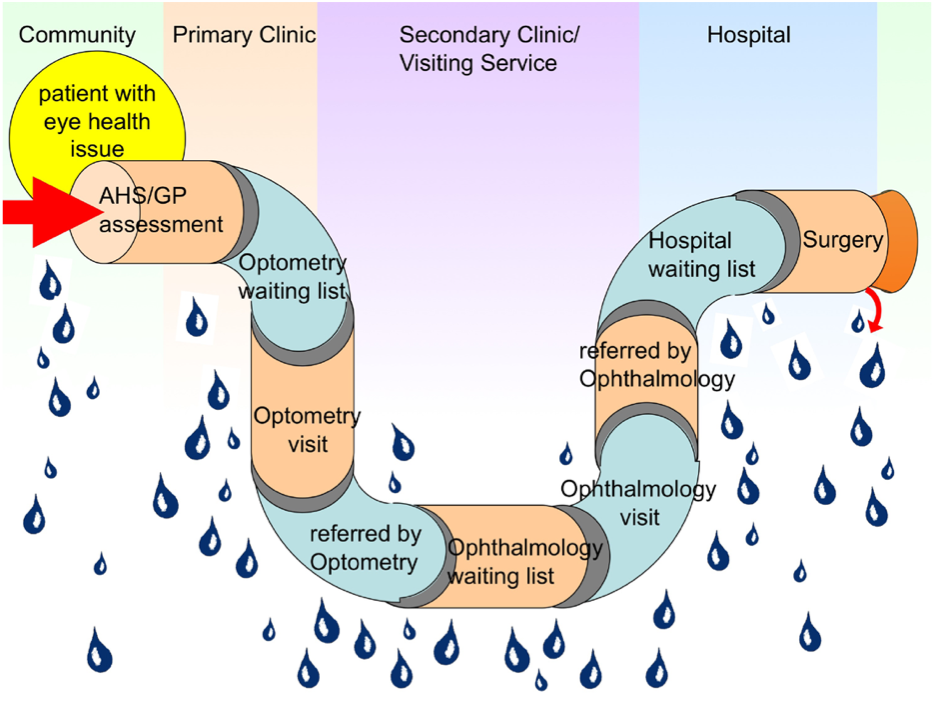 Community
Primary Clinic
Secondary Clinic/
Visiting Service
Hospital
patient with
eye health
issue
AHS/GP
assessment
Optometry
waiting list
Optometry
visit
referred by
Optometry
Ophthalmology
waiting list
Ophthalmology
visit
referred by
Ophthalmology
Hospital
waiting list
Surgery